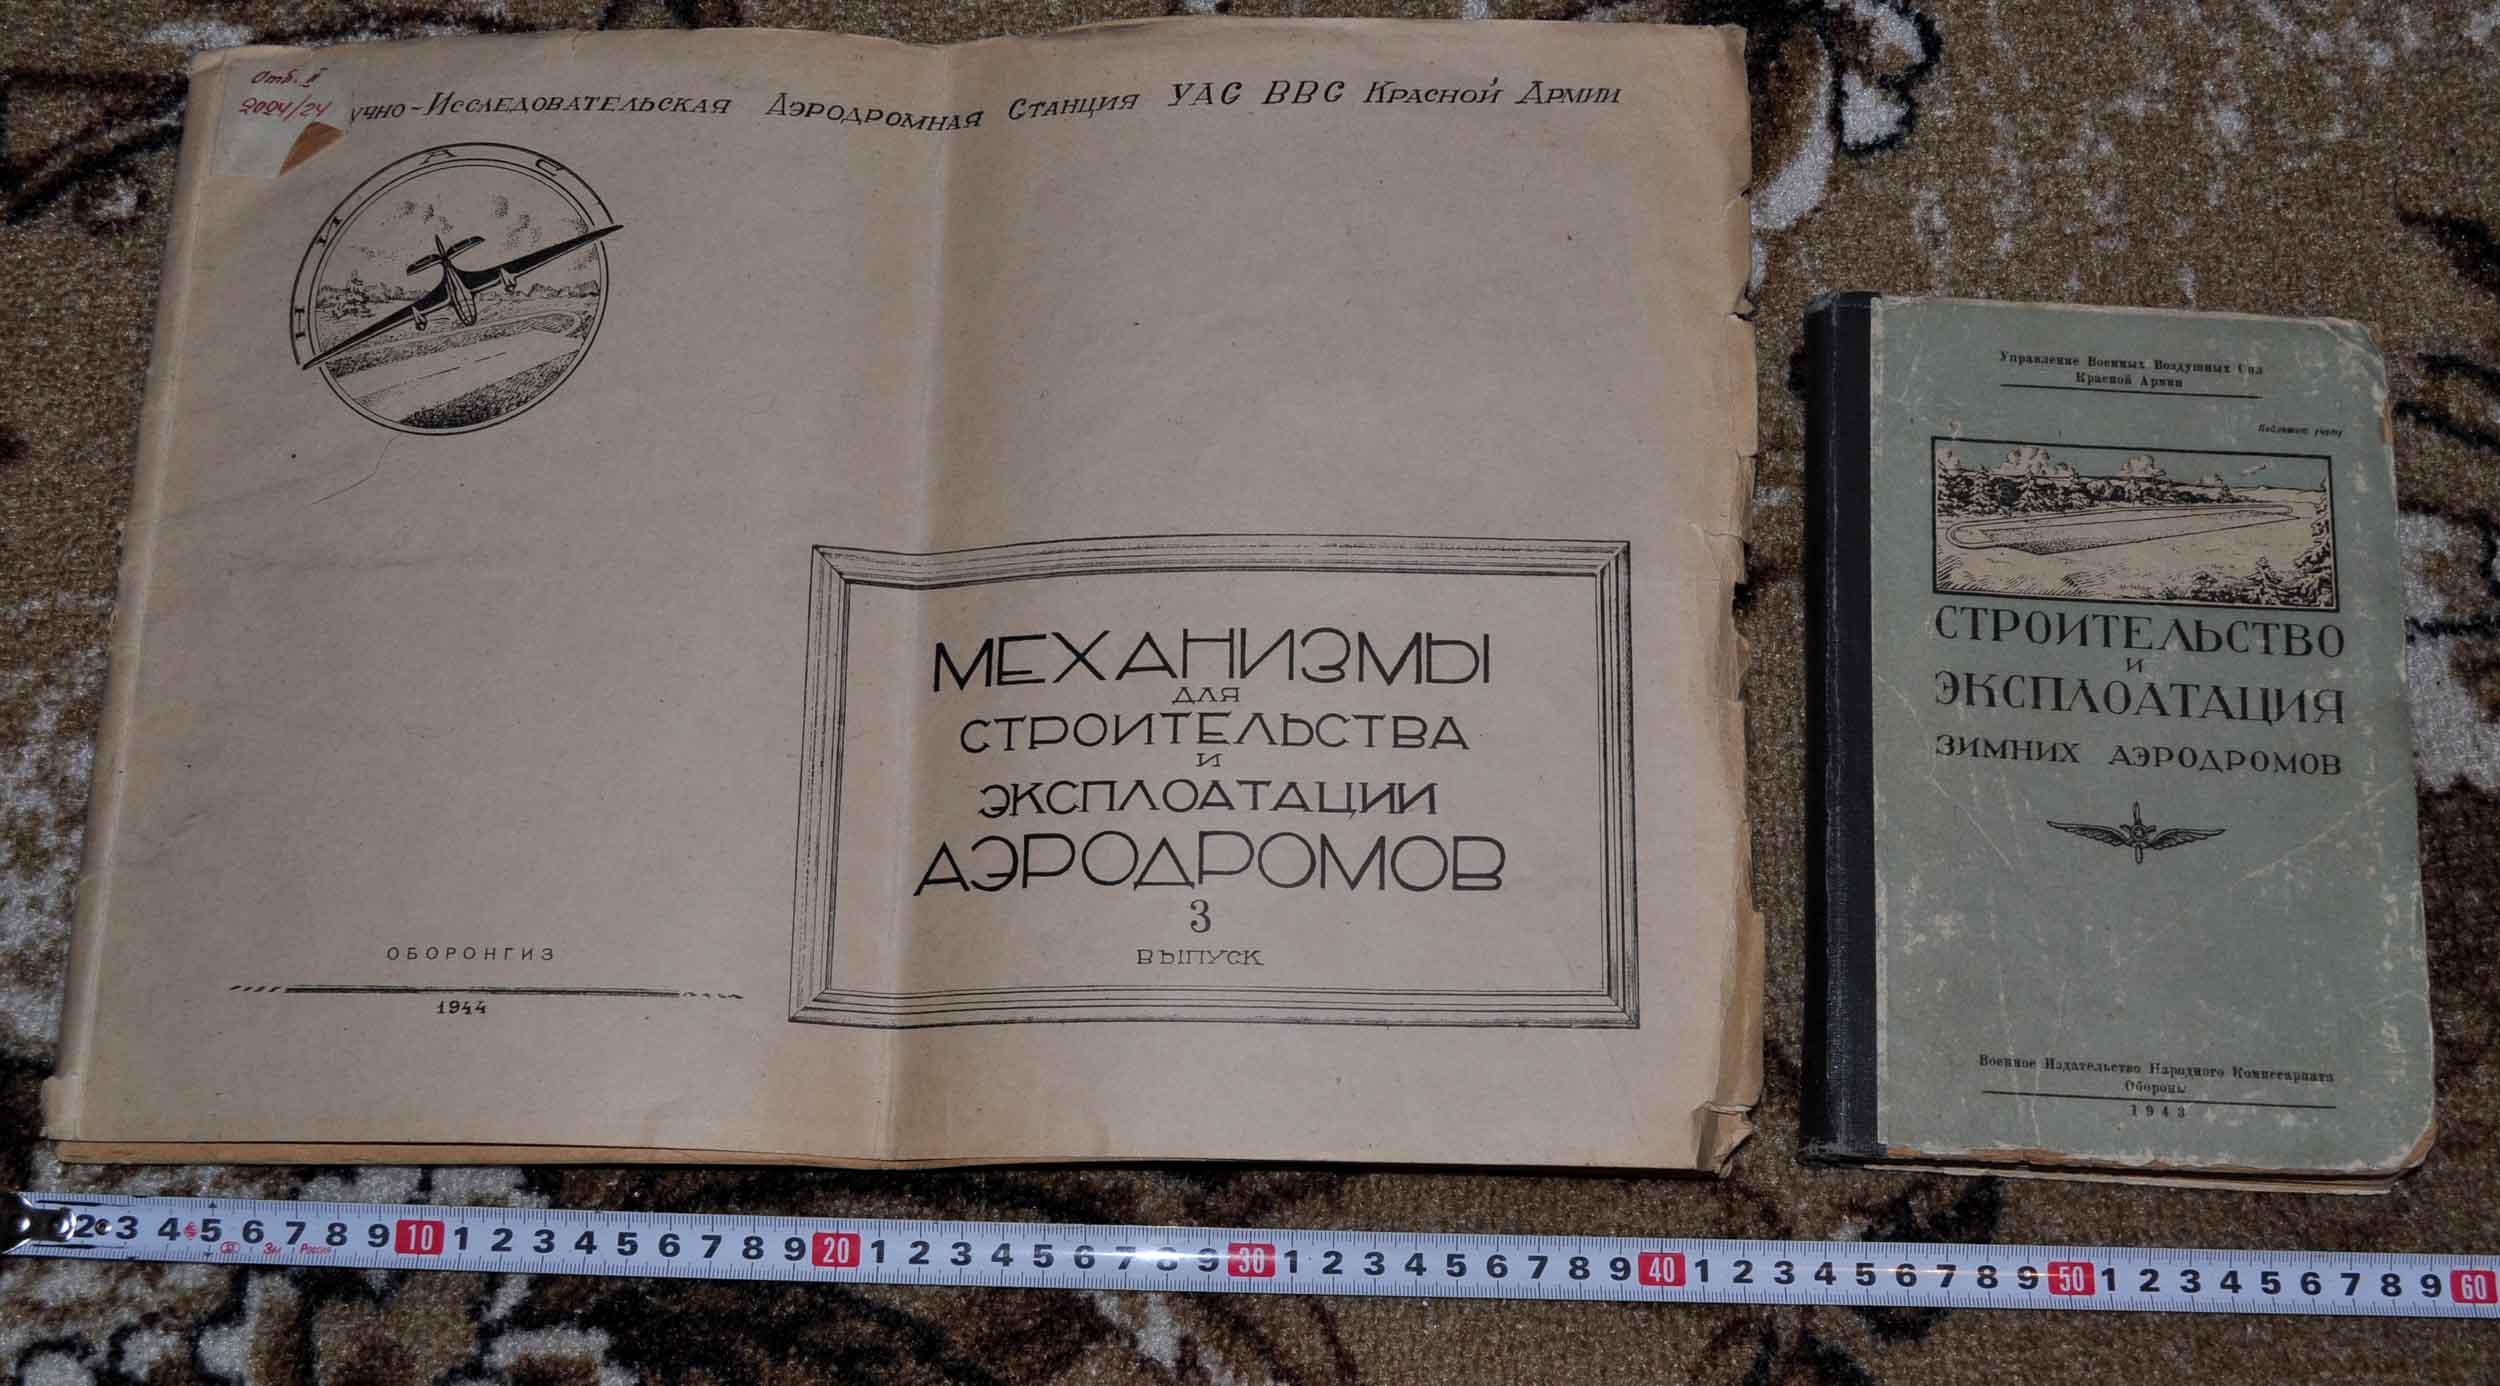 Отд. I
2024/24
учно-Исследовательская Аэродромная Станция УАС ВВС Красной Армии
НИАС
МЕХАНИЗМЫ
ДЛЯ
СТРОИТЕЛЬСТВА
И
ЭКСПЛОАТАЦИИ
АЭРОДРОМОВ
3
ВЫПУСК
ОБОРОНГИЗ
1944
Управление Военных Воздушных Сил
Красной Армии
Подлежит учету
СТРОИТЕЛЬСТВО
И
ЭКСПЛОАТАЦИЯ
ЗИМНИХ АЭРОДРОМОВ
Военное Издательство Народного Комиссариата
Обороны
1943
2 3 4 5 6 7 8 9 10 1 2 3 4 5 6 7 8 9 20 1 2 3 4 5 6 7 8 9 30 1 2 3 4 5 6 7 8 9 40 1 2 3 4 5 6 7 8 9 50 1 2 3 4 5 6 7 8 9 60
Россия